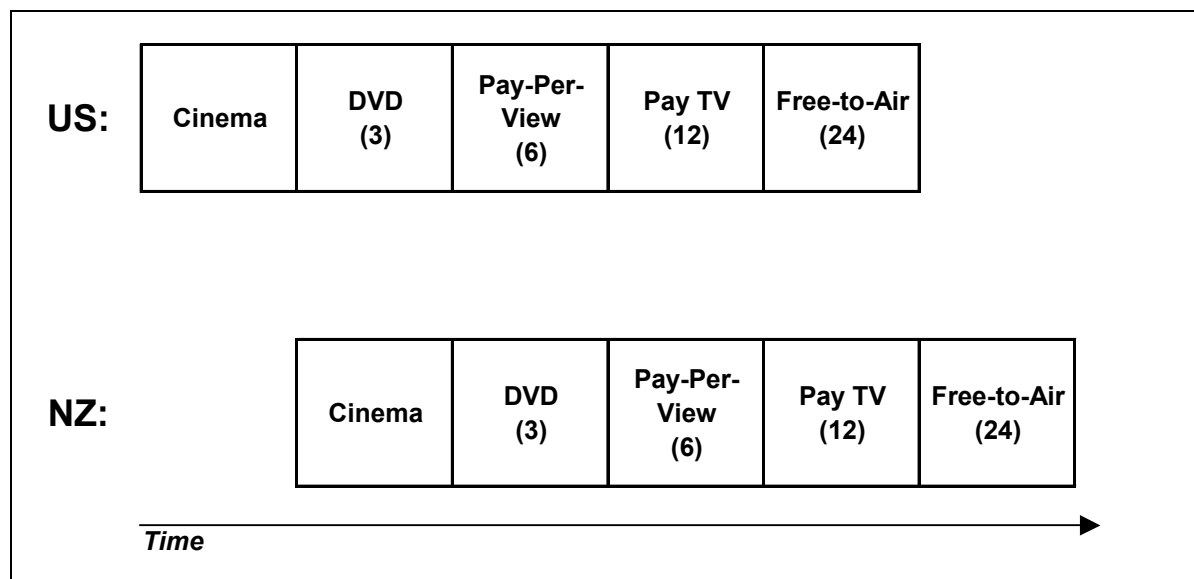 US:
Cinema
DVD
(3)
Pay-Per-
View
(6)
Pay TV
(12)
Free-to-Air
(24)
NZ:
Cinema
DVD
(3)
Pay-Per-
View
(6)
Pay TV
(12)
Free-to-Air
(24)
Time